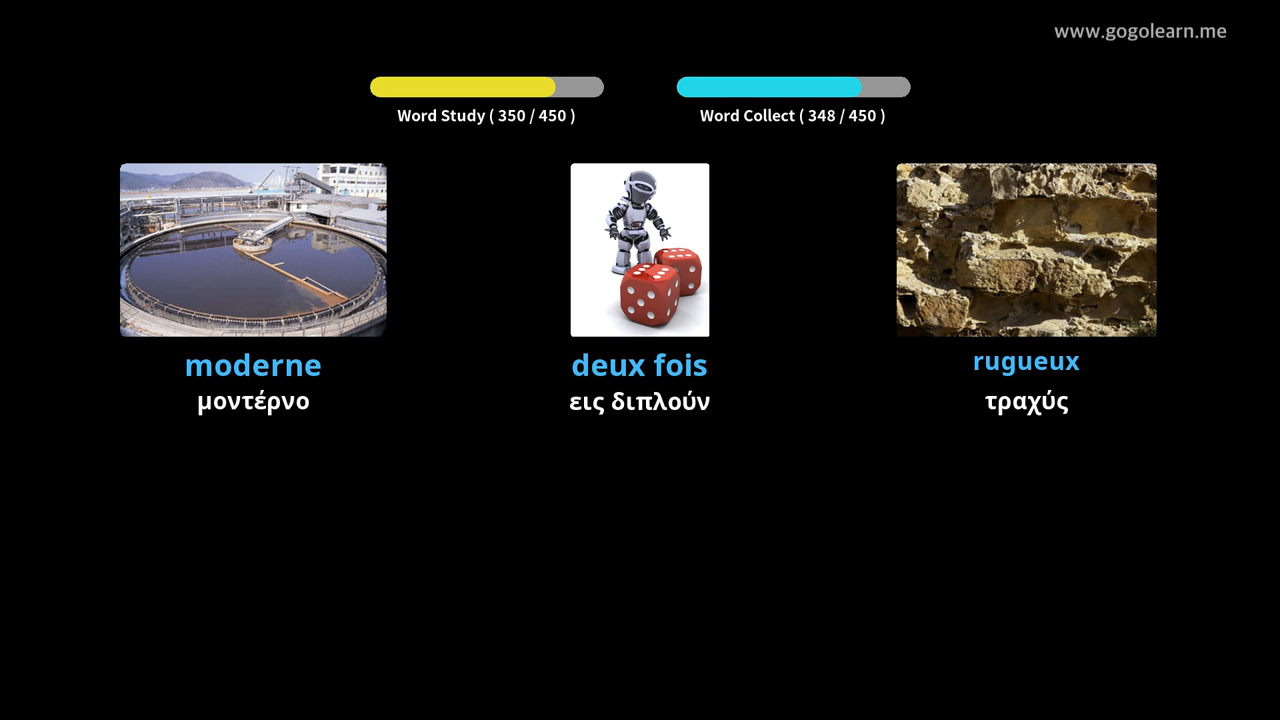 www.gogolearn.me
Word Study ( 350 / 450 )
Word Collect ( 348 / 450 )
moderne
μοντέρνο
deux fois
εις διπλούν
rugueux
τραχύς